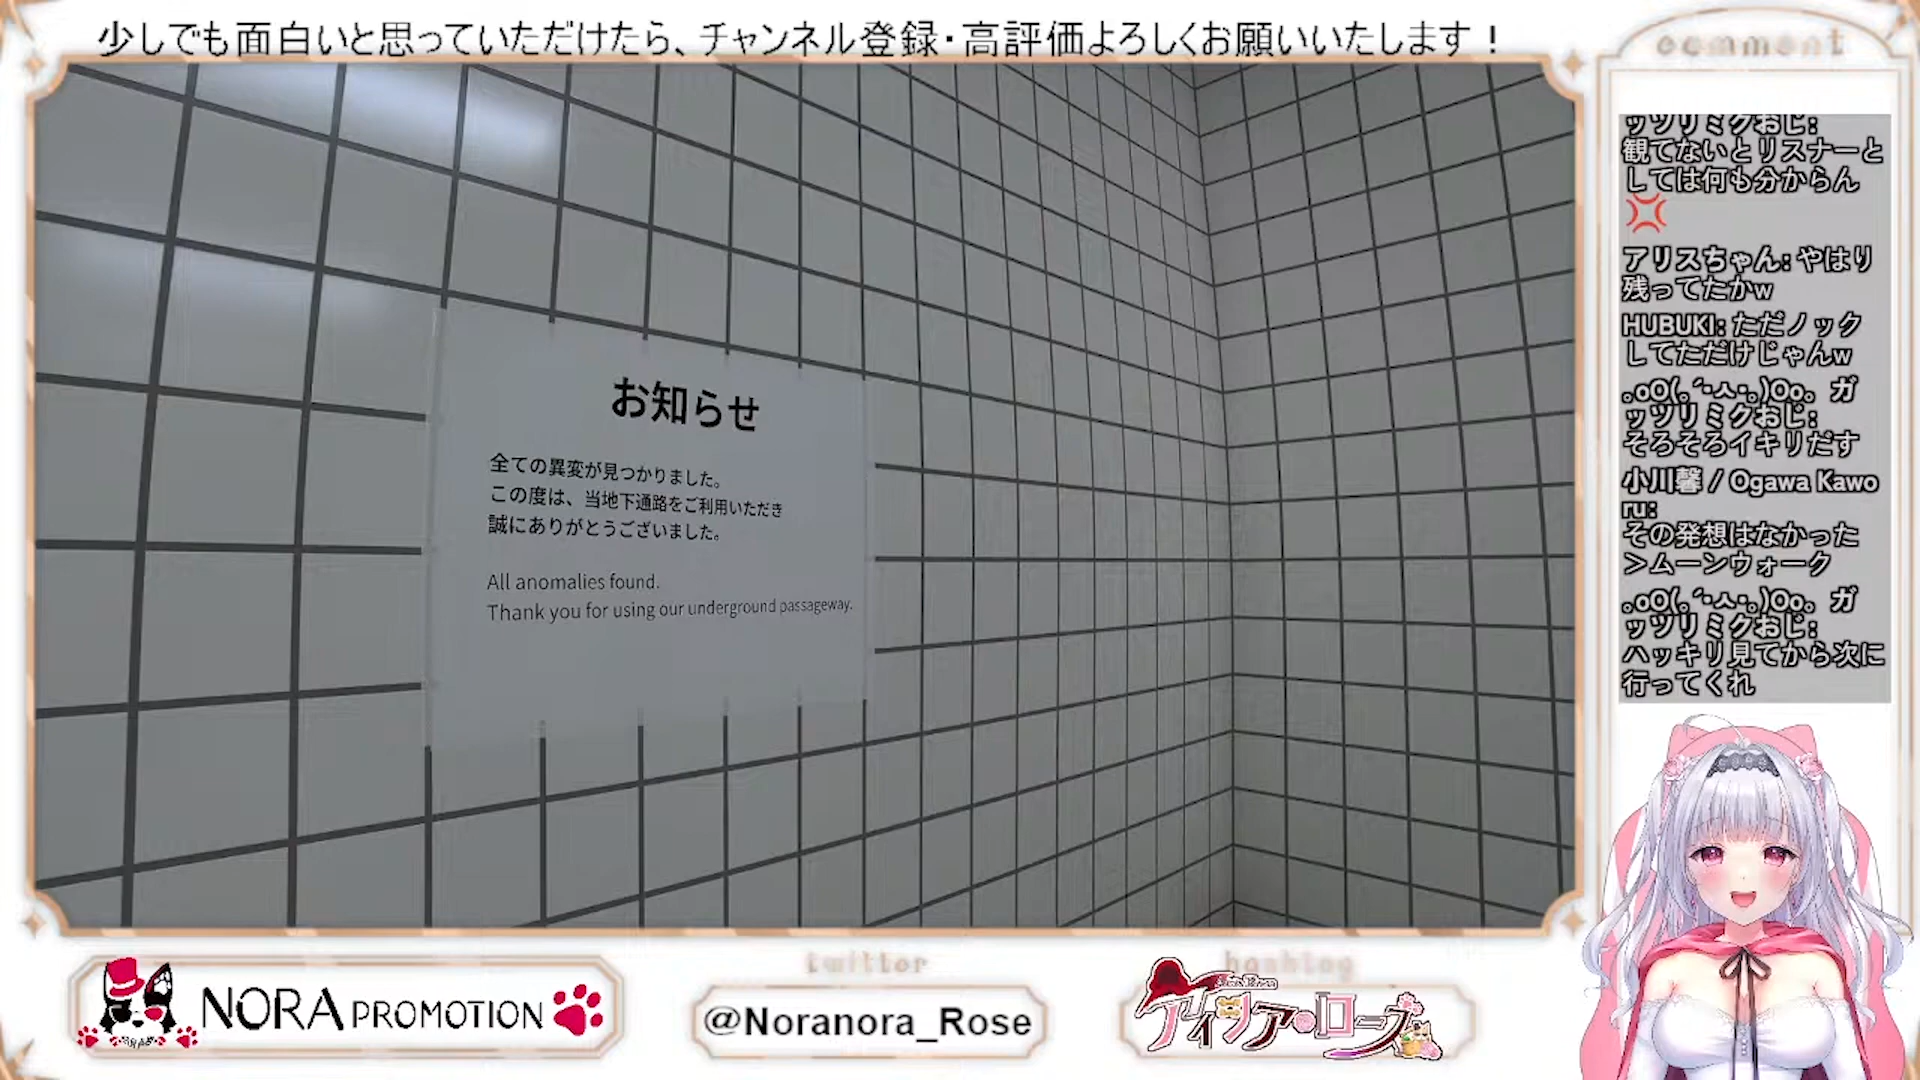 少しでも面白いと思っていただけたら、チャンネル登録・高評価よろしくお願いいたします！
comment
お知らせ
全ての異変が見つかりました。
この度は、当地下通路をご利用いただき
誠にありがとうございました。
All anomalies found.
Thank you for using our underground passageway.
ッツリミクおじ:
観てないとリスナーと
しては何も分からん
アリスちゃん: やはり
残ってたかw
HUBUKI: ただノック
してただけじゃんw
｡oO(｡´•ㅅ•｡)Oo｡ ガ
ッツリミクおじ:
そろそろイキリだす
小川馨 / Ogawa Kawo
ru:
その発想はなかった
＞ムーンウォーク
｡oO(｡´•ㅅ•｡)Oo｡ ガ
ッツリミクおじ:
ハッキリ見てから次に
行ってくれ
NORA PROMOTION
twitter
@Noranora_Rose
hashtag
アイシア・ローズ